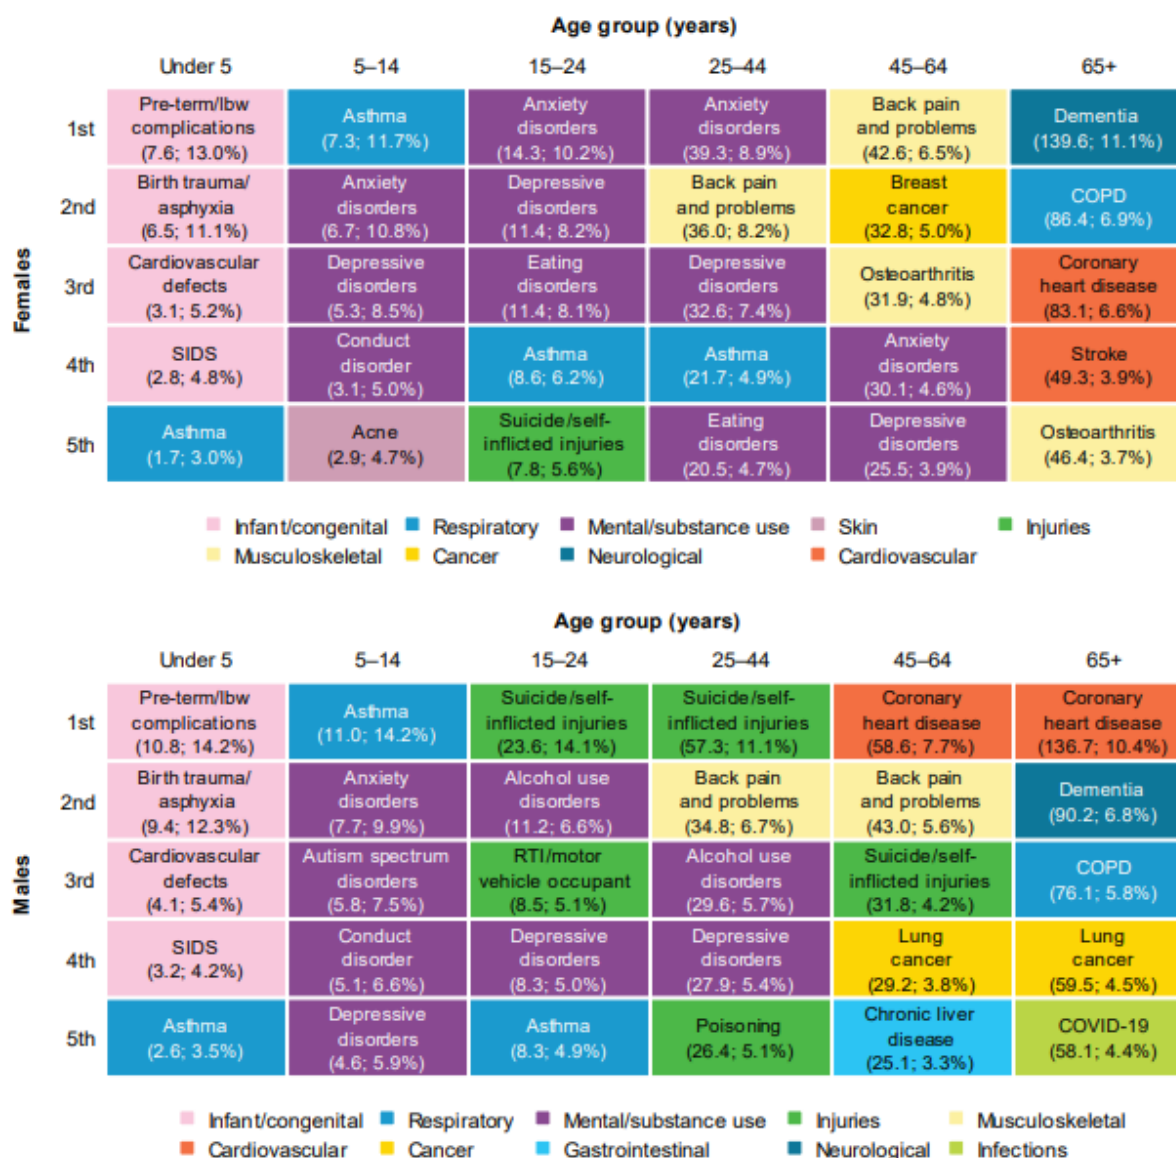 Age group (years)
Under 5 5–14 15–24 25–44 45–64 65+
Females
1st
Pre-term/lbw
complications
(7.6; 13.0%)
Asthma
(7.3; 11.7%)
Anxiety
disorders
(14.3; 10.2%)
Anxiety
disorders
(39.3; 8.9%)
Back pain
and problems
(42.6; 6.5%)
Dementia
(139.6; 11.1%)
2nd
Birth trauma/
asphyxia
(6.5; 11.1%)
Anxiety
disorders
(6.7; 10.8%)
Depressive
disorders
(11.4; 8.2%)
Back pain
and problems
(36.0; 8.2%)
Breast
cancer
(32.8; 5.0%)
COPD
(86.4; 6.9%)
3rd
Cardiovascular
defects
(3.1; 5.2%)
Depressive
disorders
(5.3; 8.5%)
Eating
disorders
(11.4; 8.1%)
Depressive
disorders
(32.6; 7.4%)
Osteoarthritis
(31.9; 4.8%)
Coronary
heart disease
(83.1; 6.6%)
4th
SIDS
(2.8; 4.8%)
Conduct
disorder
(3.1; 5.0%)
Asthma
(8.6; 6.2%)
Asthma
(21.7; 4.9%)
Anxiety
disorders
(30.1; 4.6%)
Stroke
(49.3; 3.9%)
5th
Asthma
(1.7; 3.0%)
Acne
(2.9; 4.7%)
Suicide/self-
inflicted injuries
(7.8; 5.6%)
Eating
disorders
(20.5; 4.7%)
Depressive
disorders
(25.5; 3.9%)
Osteoarthritis
(46.4; 3.7%)
Infant/congenital Respiratory Mental/substance use Skin Injuries
Musculoskeletal Cancer Neurological Cardiovascular
Age group (years)
Under 5 5–14 15–24 25–44 45–64 65+
Males
1st
Pre-term/lbw
complications
(10.8; 14.2%)
Asthma
(11.0; 14.2%)
Suicide/self-
inflicted injuries
(23.6; 14.1%)
Suicide/self-
inflicted injuries
(57.3; 11.1%)
Coronary
heart disease
(58.6; 7.7%)
Coronary
heart disease
(136.7; 10.4%)
2nd
Birth trauma/
asphyxia
(9.4; 12.3%)
Anxiety
disorders
(7.7; 9.9%)
Alcohol use
disorders
(11.2; 6.6%)
Back pain
and problems
(34.8; 6.7%)
Back pain
and problems
(43.0; 5.6%)
Dementia
(90.2; 6.8%)
3rd
Cardiovascular
defects
(4.1; 5.4%)
Autism spectrum
disorders
(5.8; 7.5%)
RTI/motor
vehicle occupant
(8.5; 5.1%)
Alcohol use
disorders
(29.6; 5.7%)
Suicide/self-
inflicted injuries
(31.8; 4.2%)
COPD
(76.1; 5.8%)
4th
SIDS
(3.2; 4.2%)
Conduct
disorder
(5.1; 6.6%)
Depressive
disorders
(8.3; 5.0%)
Depressive
disorders
(27.9; 5.4%)
Lung
cancer
(29.2; 3.8%)
Lung
cancer
(59.5; 4.5%)
5th
Asthma
(2.6; 3.5%)
Depressive
disorders
(4.6; 5.9%)
Asthma
(8.3; 4.9%)
Poisoning
(26.4; 5.1%)
Chronic liver
disease
(25.1; 3.3%)
COVID-19
(58.1; 4.4%)
Infant/congenital Respiratory Mental/substance use Injuries Musculoskeletal
Cardiovascular Cancer Gastrointestinal Neurological Infections